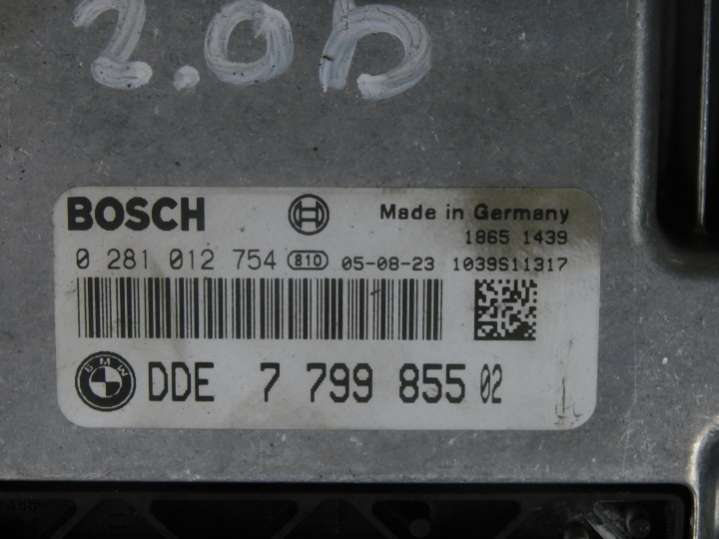 2.0D
BOSCH
Made in Germany
1865 1439
0 281 012 754 810 05-08-23 1039S11317
BMW
DDE 7 799 855 02